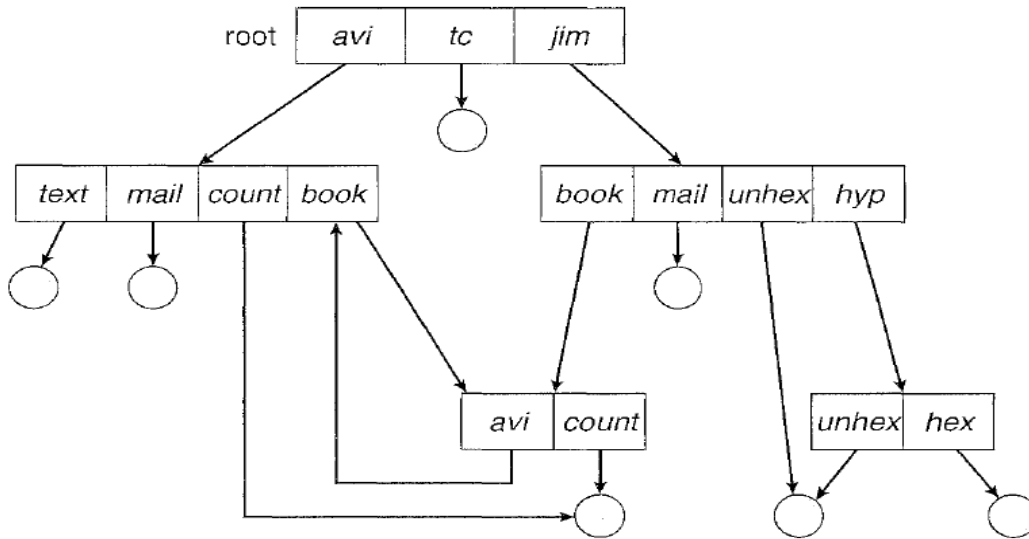 root avi tc jim
text mail count book
book mail unhex hyp
avi count
unhex hex